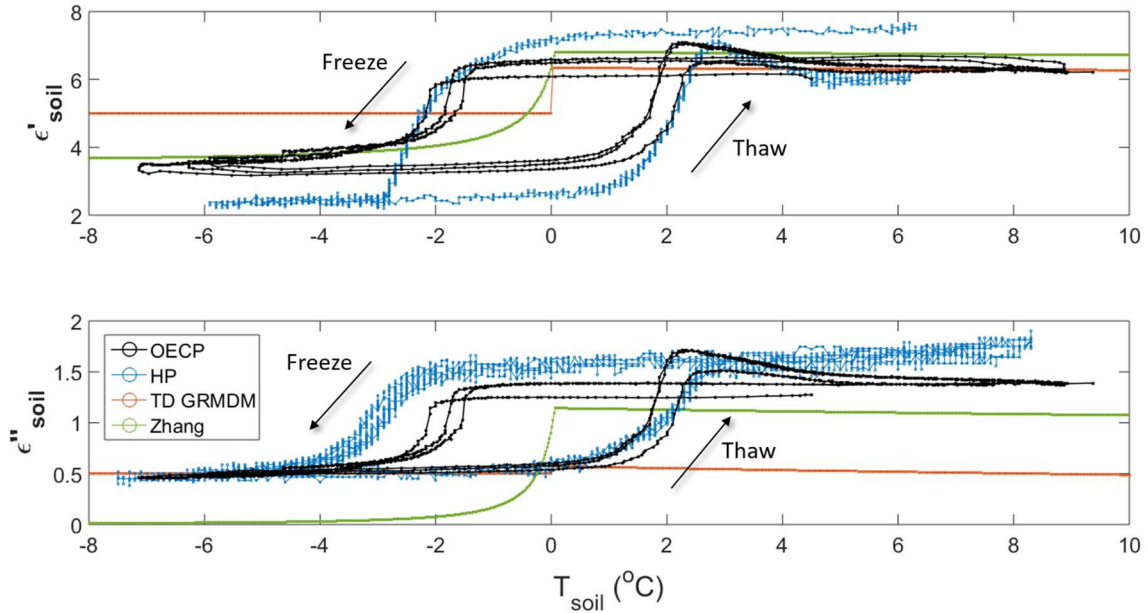 8
6
4
2
ϵ'soil
Freeze
Thaw
-8 -6 -4 -2 0 2 4 6 8 10
2
1.5
1
0.5
0
ϵ''soil
OECP
HP
TD GRMDM
Zhang
Freeze
Thaw
-8 -6 -4 -2 0 2 4 6 8 10
Tsoil (°C)